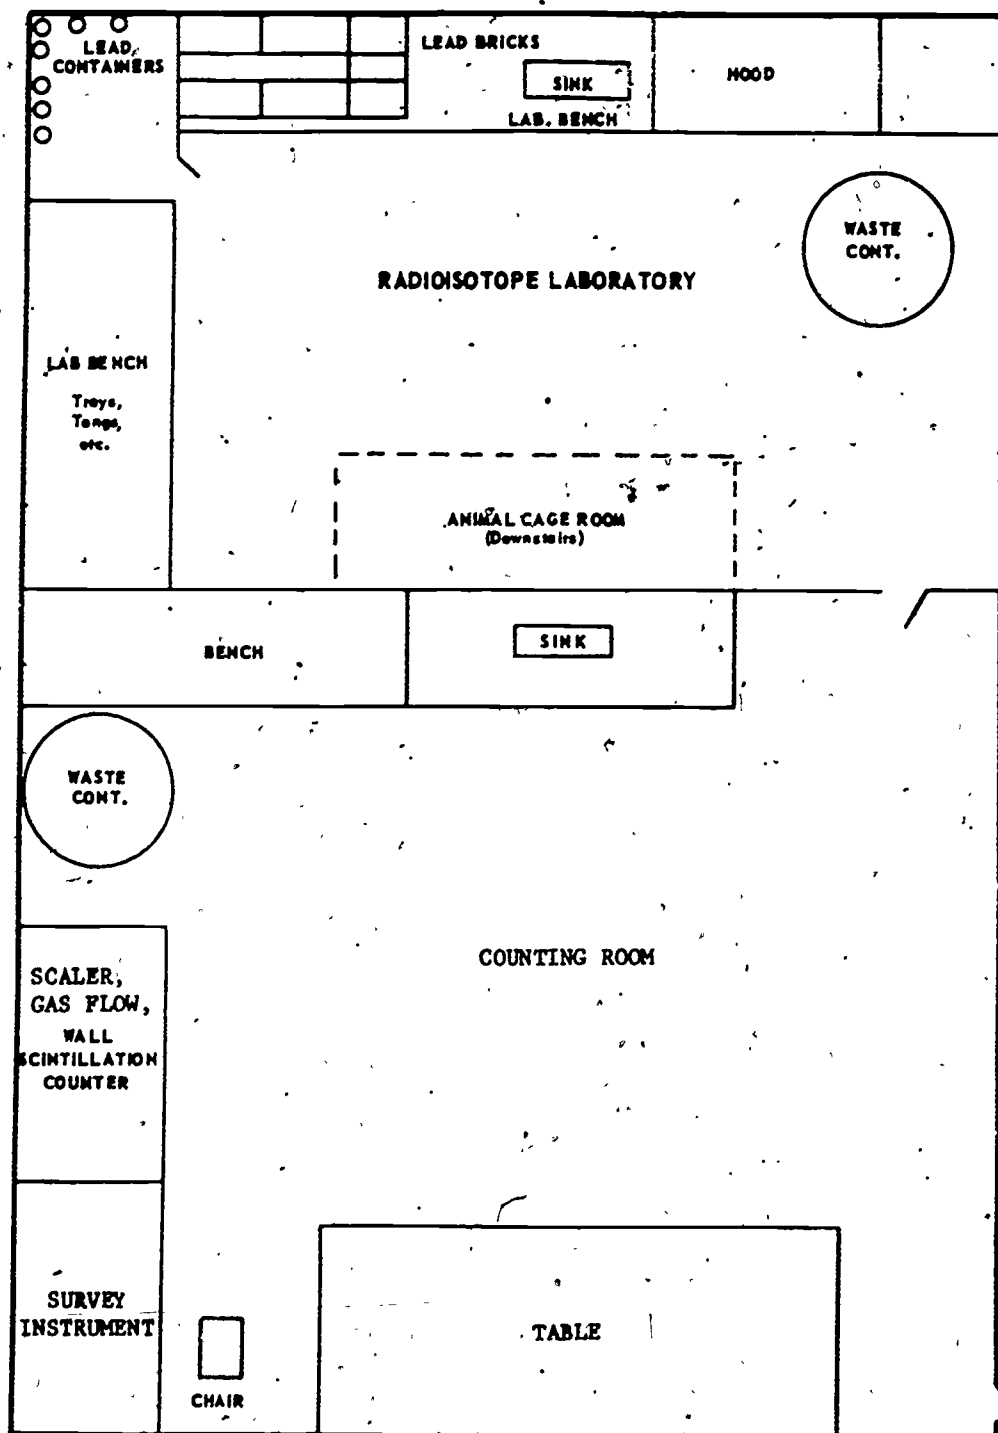 LEAD
CONTAINERS
LEAD BRICKS
SINK
LAB. BENCH
HOOD
WASTE
CONT.
RADIOISOTOPE LABORATORY
LAB BENCH
Trays,
Tongs,
etc.
ANIMAL CAGE ROOM
(Downstairs)
BENCH
SINK
WASTE
CONT.
COUNTING ROOM
SCALER,
GAS FLOW,
WALL
SCINTILLATION
COUNTER
SURVEY
INSTRUMENT
CHAIR
TABLE